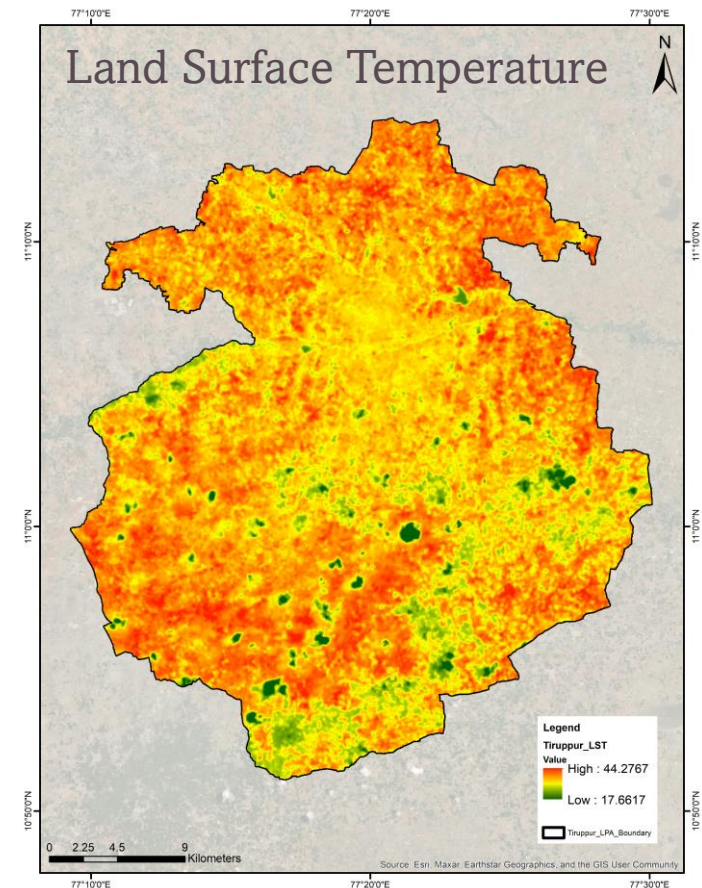 77°10'0"E 77°20'0"E 77°30'0"E
Land Surface Temperature
N
11°10'0"N 11°10'0"N
11°0'0"N 11°0'0"N
Legend
Tiruppur_LST
Value
High : 44.2767
Low : 17.6617
Tiruppur_LPA_Boundary
10°50'0"N 10°50'0"N
0 2.25 4.5 9
Kilometers
Source: Esri, Maxar, Earthstar Geographics, and the GIS User Community
77°10'0"E 77°20'0"E 77°30'0"E